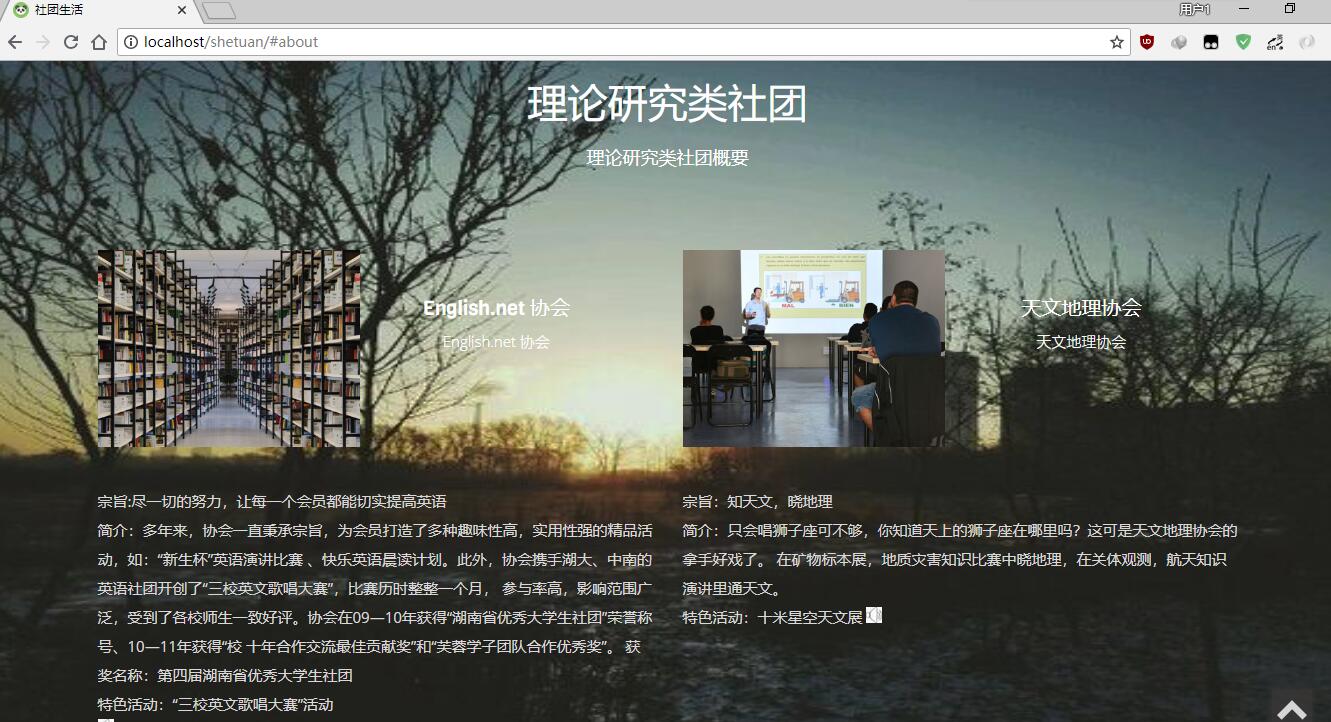 社团生活
用户1
localhost/shetuan/#about
理论研究类社团
理论研究类社团概要
English.net 协会
English.net 协会
MAL
BIEN
天文地理协会
天文地理协会
宗旨:尽一切的努力，让每一个会员都能切实提高英语
简介：多年来，协会一直秉承宗旨，为会员打造了多种趣味性高，实用性强的精品活
动，如：“新生杯”英语演讲比赛 、快乐英语晨读计划。此外，协会携手湖大、中南的
英语社团开创了“三校英文歌唱大赛”，比赛历时整整一个月， 参与率高，影响范围广
泛，受到了各校师生一致好评。协会在09—10年获得“湖南省优秀大学生社团”荣誉称
号、10—11年获得“校 十年合作交流最佳贡献奖”和“芙蓉学子团队合作优秀奖”。 获
奖名称：第四届湖南省优秀大学生社团
特色活动：“三校英文歌唱大赛”活动
宗旨：知天文，晓地理
简介：只会唱狮子座可不够，你知道天上的狮子座在哪里吗？这可是天文地理协会的
拿手好戏了。 在矿物标本展，地质灾害知识比赛中晓地理，在关体观测，航天知识
演讲里通天文。
特色活动：十米星空天文展